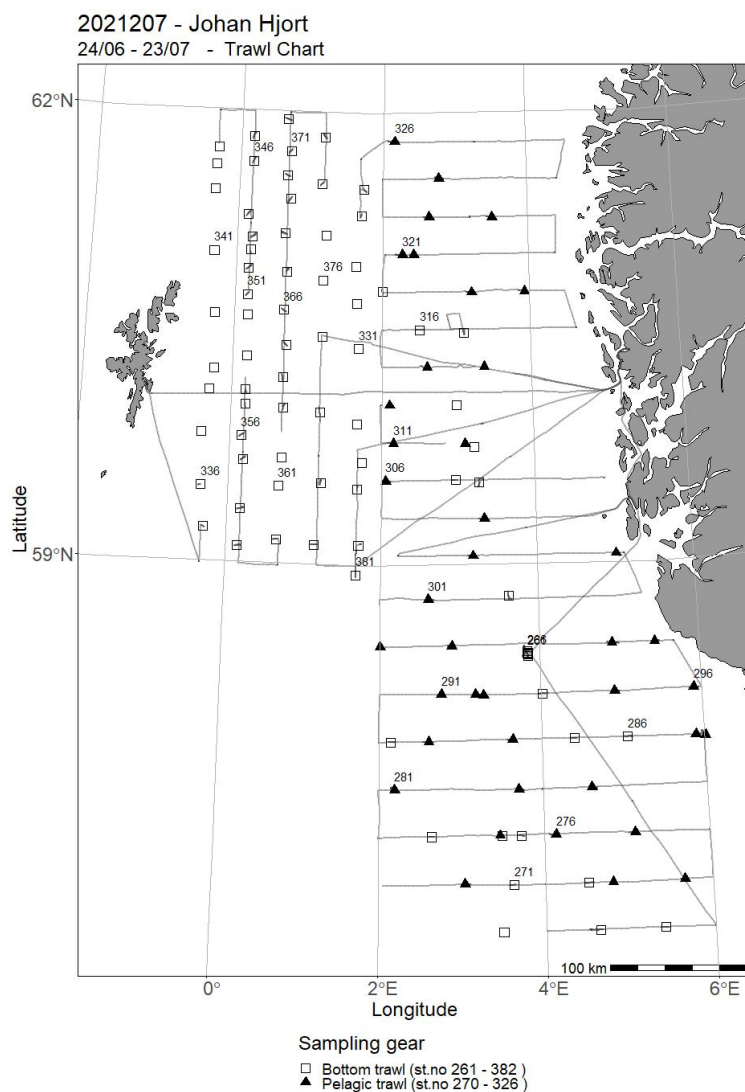 2021207 - Johan Hjort
24/06 - 23/07 - Trawl Chart
62°N
326
371
346
341
321
376
351
366
316
331
311
356
306
336
361
59°N
381
301
266
296
291
286
281
276
271
100 km
0°
2°E
4°E
6°E
Latitude
Longitude
Sampling gear
Bottom trawl (st.no 261 - 382 )
Pelagic trawl (st.no 270 - 326 )